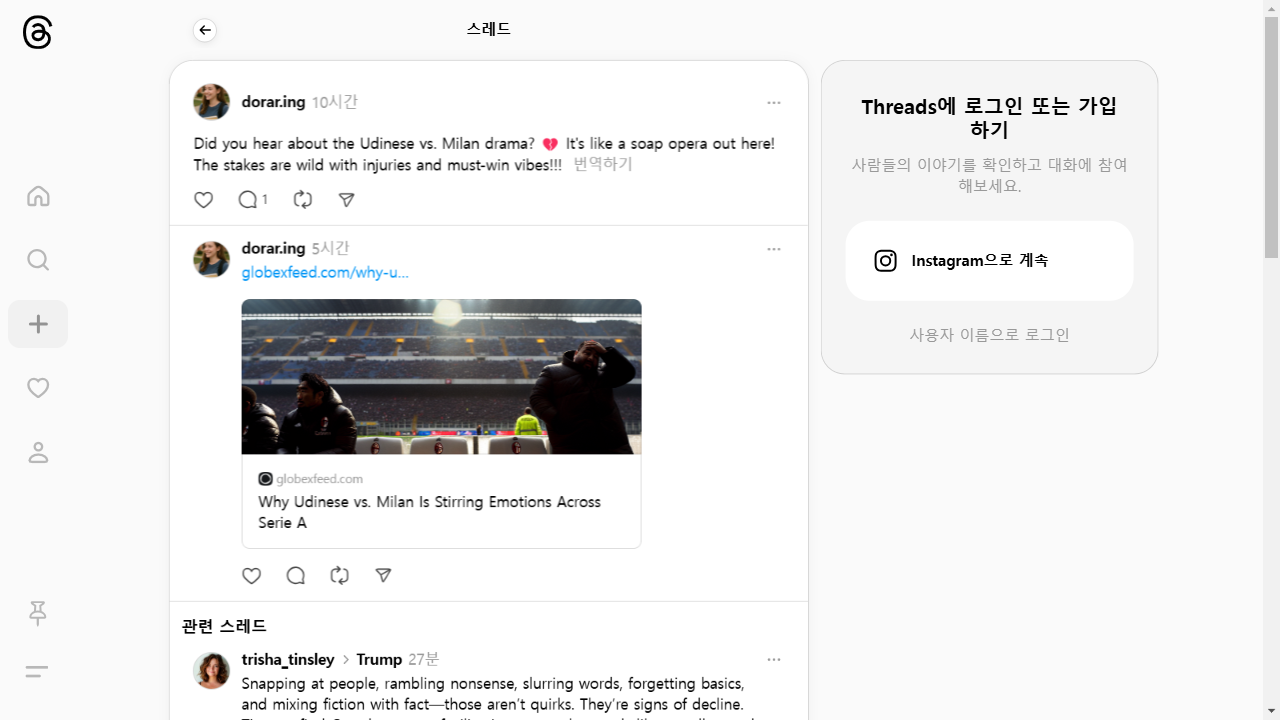 스레드
dorar.ing 10시간
Did you hear about the Udinese vs. Milan drama? 💔 It's like a soap opera out here!
The stakes are wild with injuries and must-win vibes!!! 번역하기
1
dorar.ing 5시간
globexfeed.com/why-u...
globexfeed.com
Why Udinese vs. Milan Is Stirring Emotions Across
Serie A
관련 스레드
trisha_tinsley > Trump 27분
Snapping at people, rambling nonsense, slurring words, forgetting basics,
and mixing fiction with fact—those aren't quirks. They're signs of decline.
Threads에 로그인 또는 가입
하기
사람들의 이야기를 확인하고 대화에 참여
해보세요.
Instagram으로 계속
사용자 이름으로 로그인